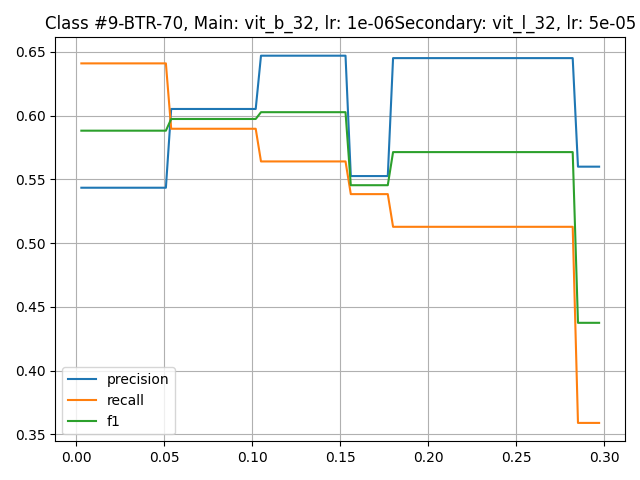 Class #9-BTR-70, Main: vit_b_32, lr: 1e-06Secondary: vit_l_32, lr: 5e-05
0.65
0.60
0.55
0.50
0.45
0.40
0.35
precision
recall
f1
0.00 0.05 0.10 0.15 0.20 0.25 0.30